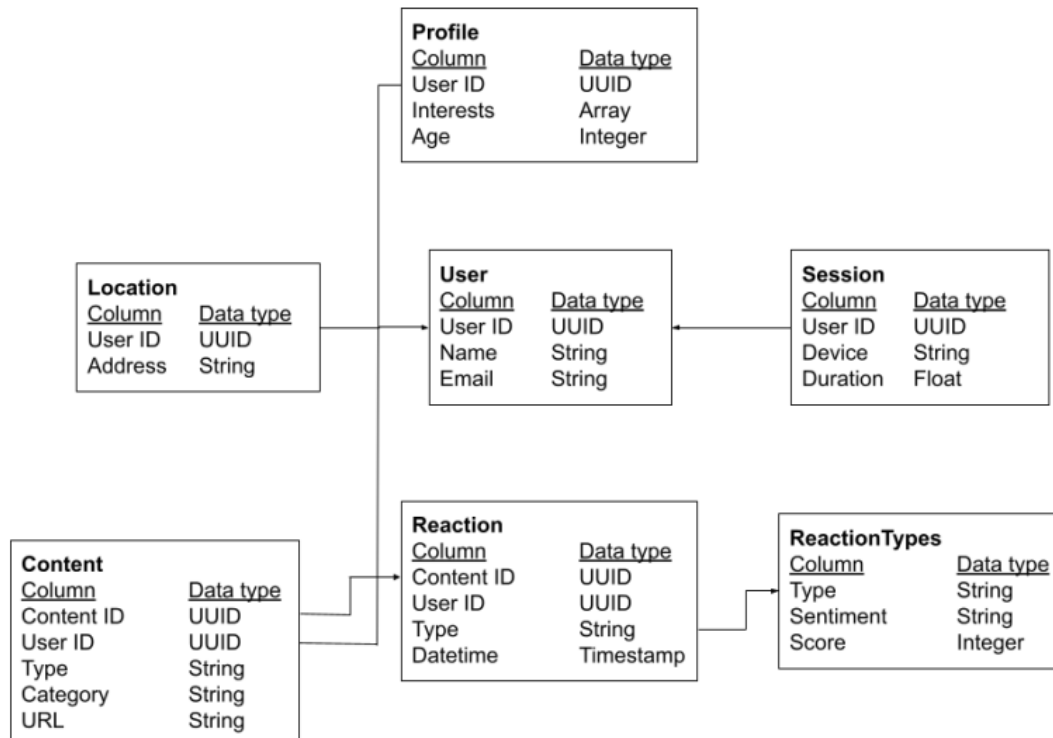 Profile
Column Data type
User ID UUID
Interests Array
Age Integer
Location
Column Data type
User ID UUID
Address String
User
Column Data type
User ID UUID
Name String
Email String
Session
Column Data type
User ID UUID
Device String
Duration Float
Content
Column Data type
Content ID UUID
User ID UUID
Type String
Category String
URL String
Reaction
Column Data type
Content ID UUID
User ID UUID
Type String
Datetime Timestamp
ReactionTypes
Column Data type
Type String
Sentiment String
Score Integer